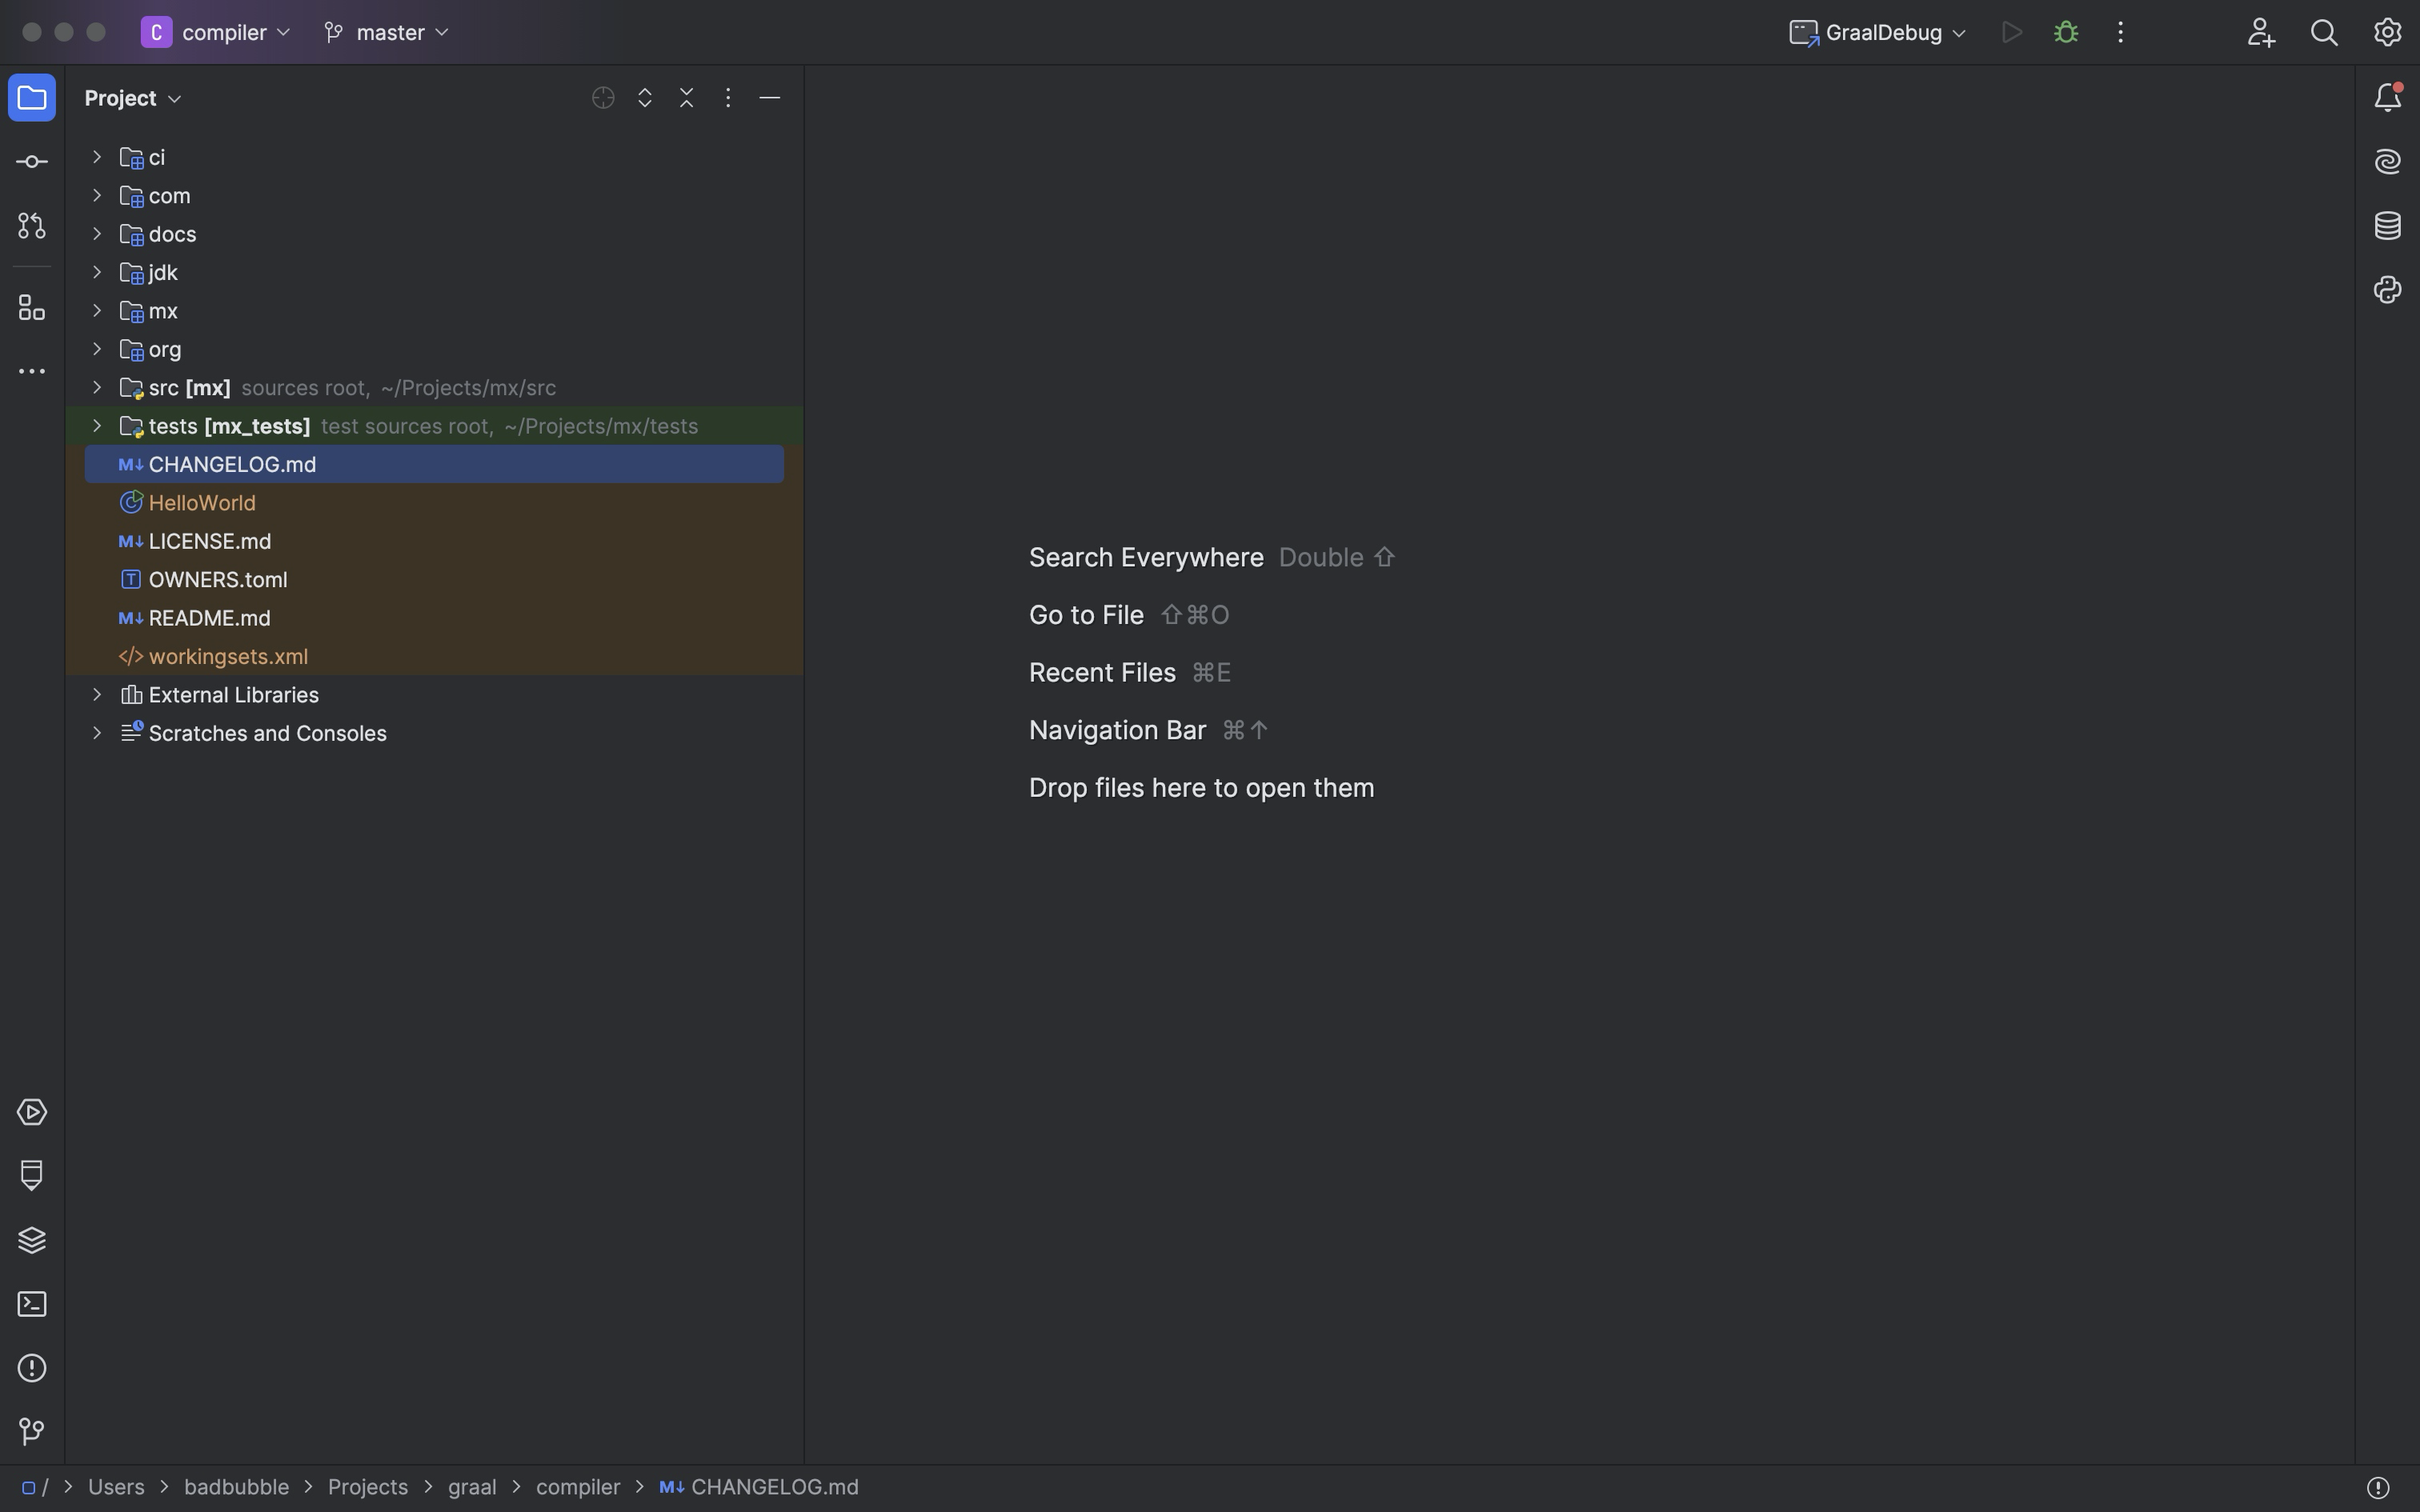 C compiler master GraalDebug
Project
ci
com
docs
jdk
mx
org
src [mx] sources root, ~/Projects/mx/src
tests [mx_tests] test sources root, ~/Projects/mx/tests
M↓ CHANGELOG.md
HelloWorld
M↓ LICENSE.md
T OWNERS.toml
M↓ README.md
</> workingsets.xml
External Libraries
Scratches and Consoles
Search Everywhere Double ⇧
Go to File ⇧⌘O
Recent Files ⌘E
Navigation Bar ⌘↑
Drop files here to open them
/ > Users > badbubble > Projects > graal > compiler > M↓ CHANGELOG.md